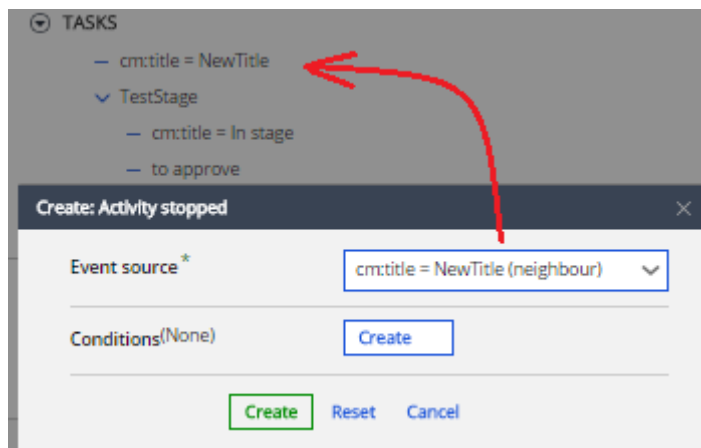 TASKS
cm:title = NewTitle
TestStage
cm:title = In stage
to approve
Create: Activity stopped
Event source * cm:title = NewTitle (neighbour)
Conditions(None) Create
Create Reset Cancel